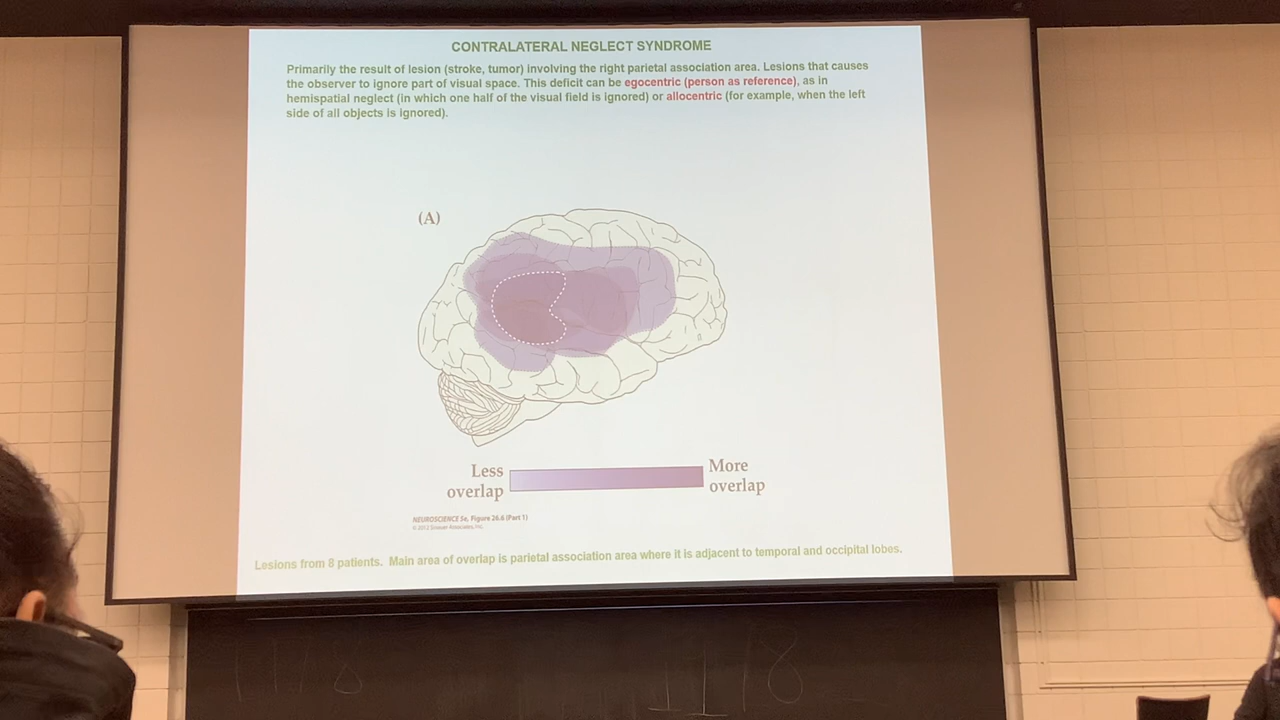 CONTRALATERAL NEGLECT SYNDROME
Primarily the result of lesion (stroke, tumor) involving the right parietal association area. Lesions that causes
the observer to ignore part of visual space. This deficit can be egocentric (person as reference), as in
hemispatial neglect (in which one half of the visual field is ignored) or allocentric (for example, when the left
side of all objects is ignored).
(A)
Less
overlap
More
overlap
NEUROSCIENCE 5e, Figure 26.6 (Part 1)
© 2012 Sinauer Associates, Inc.
Lesions from 8 patients. Main area of overlap is parietal association area where it is adjacent to temporal and occipital lobes.